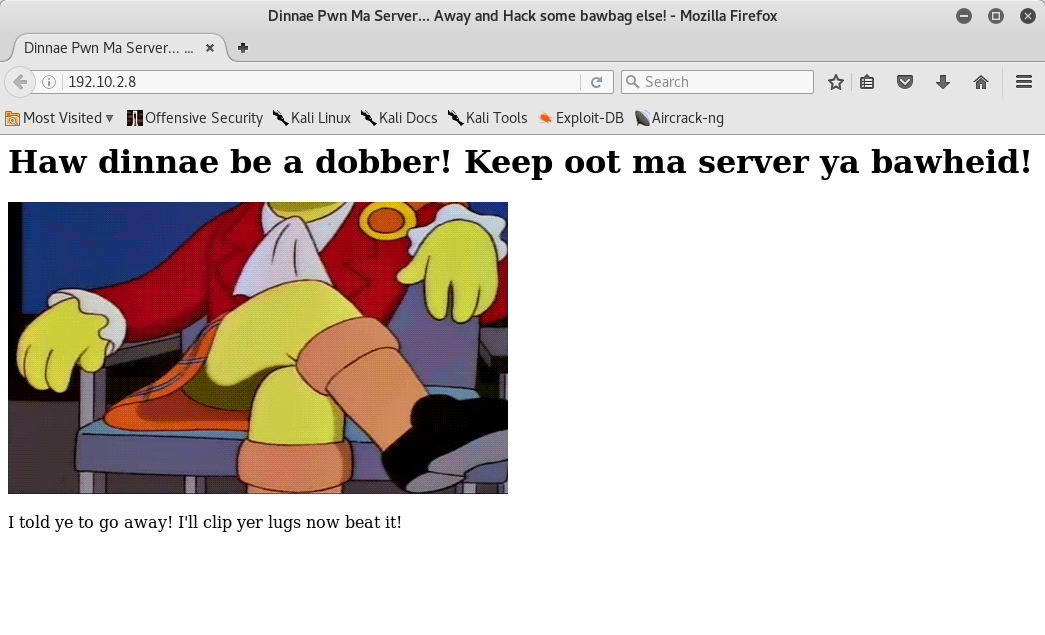 Dinnae Pwn Ma Server... Away and Hack some bawbag else! - Mozilla Firefox
Dinnae Pwn Ma Server... ...
192.10.2.8
Search
Most Visited
Offensive Security
Kali Linux
Kali Docs
Kali Tools
Exploit-DB
Aircrack-ng
Haw dinnae be a dobber! Keep oot ma server ya bawheid!
I told ye to go away! I'll clip yer lugs now beat it!